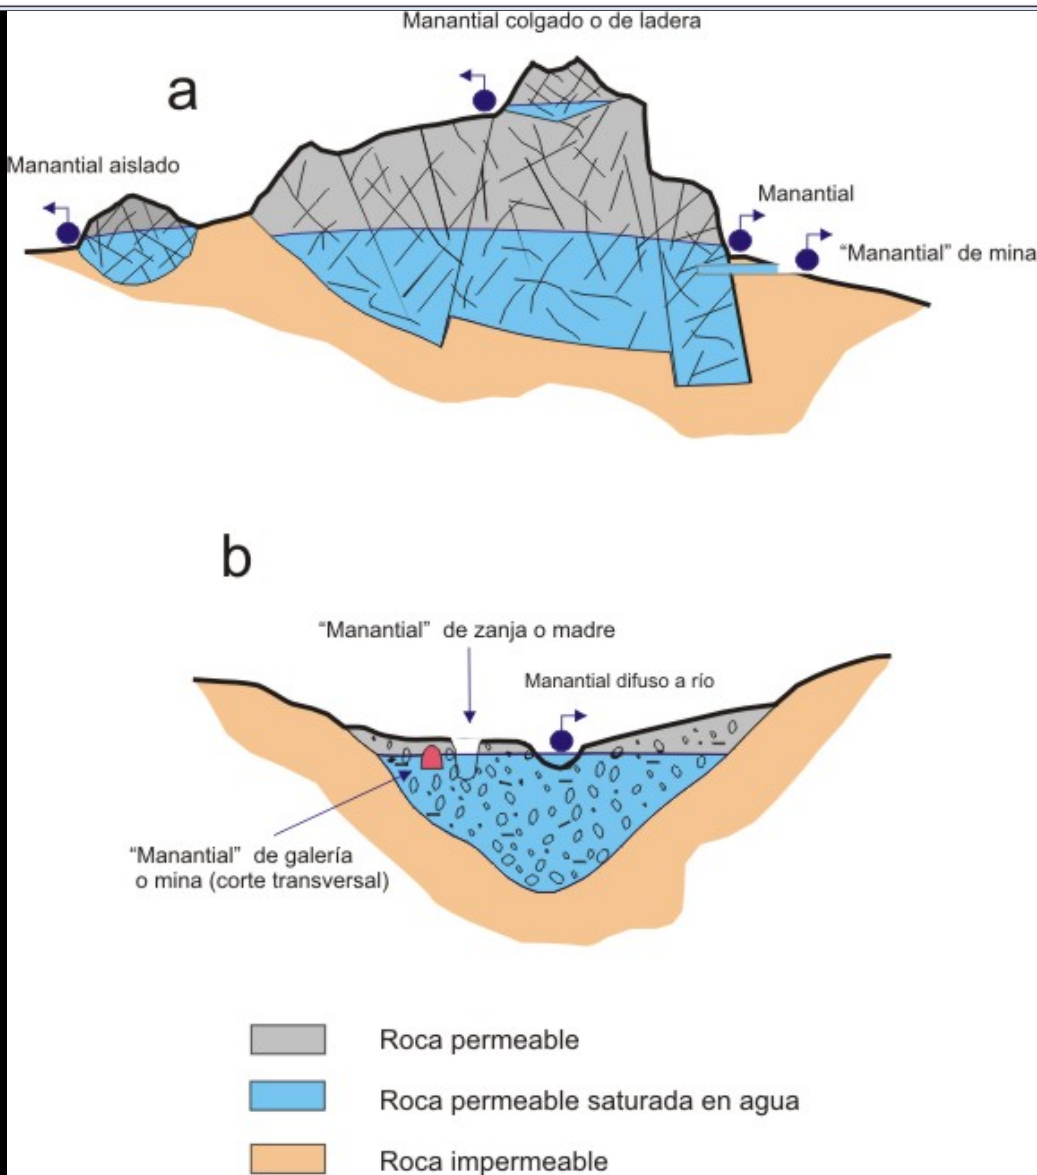 Manantial colgado o de ladera
a
Manantial aislado
Manantial
“Manantial” de mina
b
“Manantial” de zanja o madre
Manantial difuso a río
“Manantial” de galería
o mina (corte transversal)
Roca permeable
Roca permeable saturada en agua
Roca impermeable